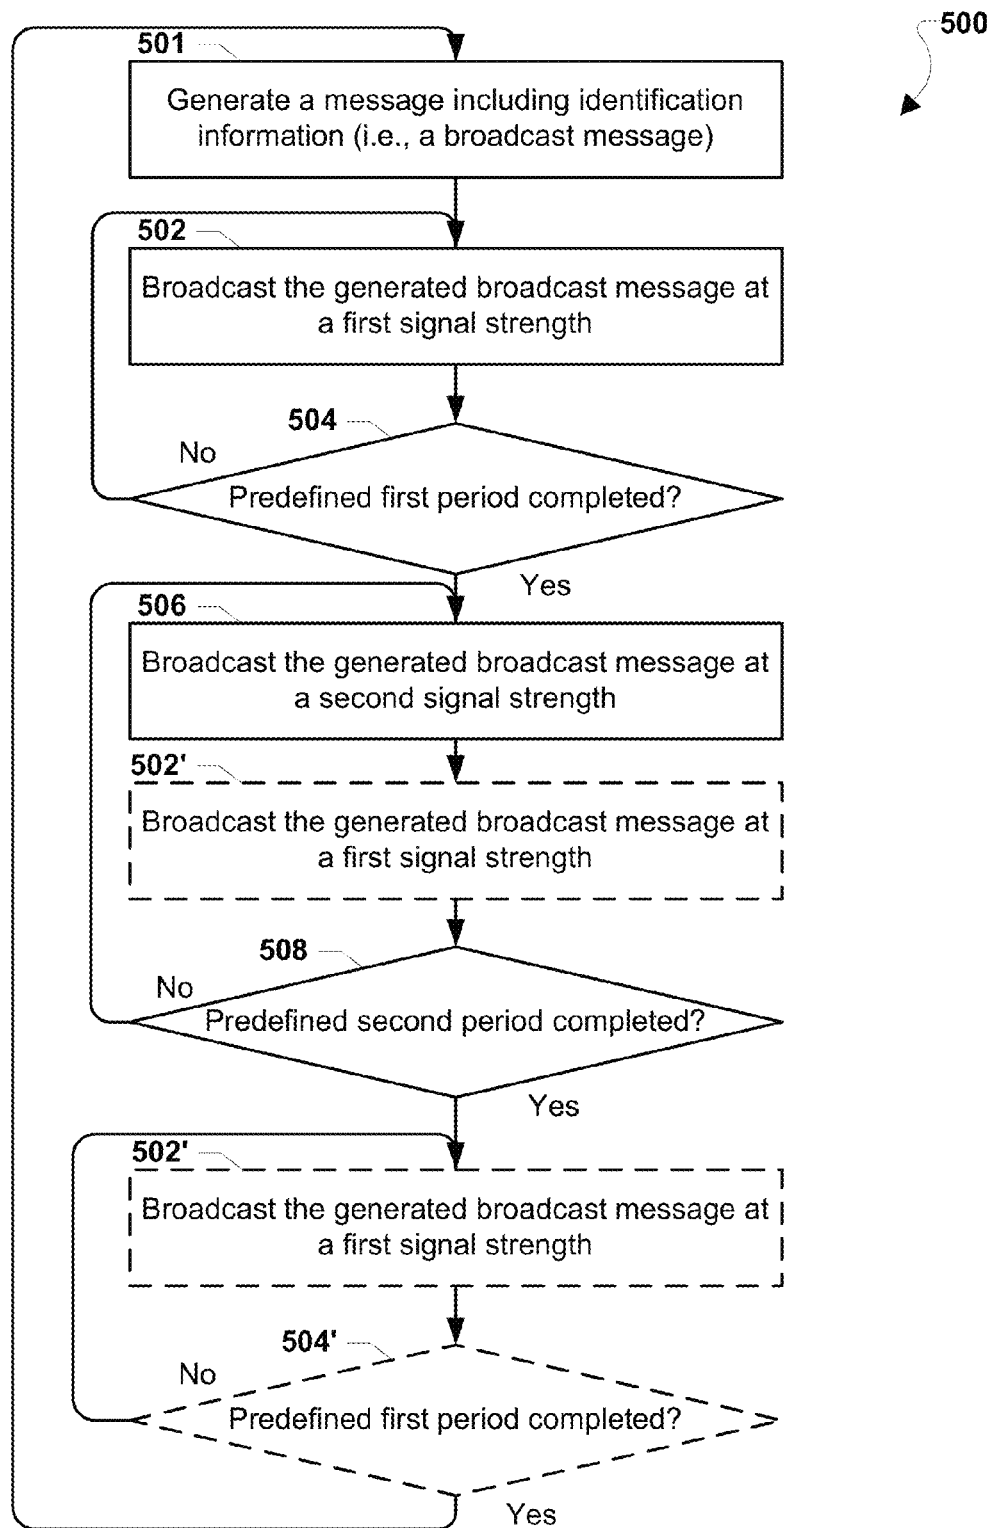 500
501
Generate a message including identification
information (i.e., a broadcast message)
502
Broadcast the generated broadcast message at
a first signal strength
504
No
Predefined first period completed?
Yes
506
Broadcast the generated broadcast message at
a second signal strength
502'
Broadcast the generated broadcast message at
a first signal strength
508
No
Predefined second period completed?
Yes
502'
Broadcast the generated broadcast message at
a first signal strength
504'
No
Predefined first period completed?
Yes